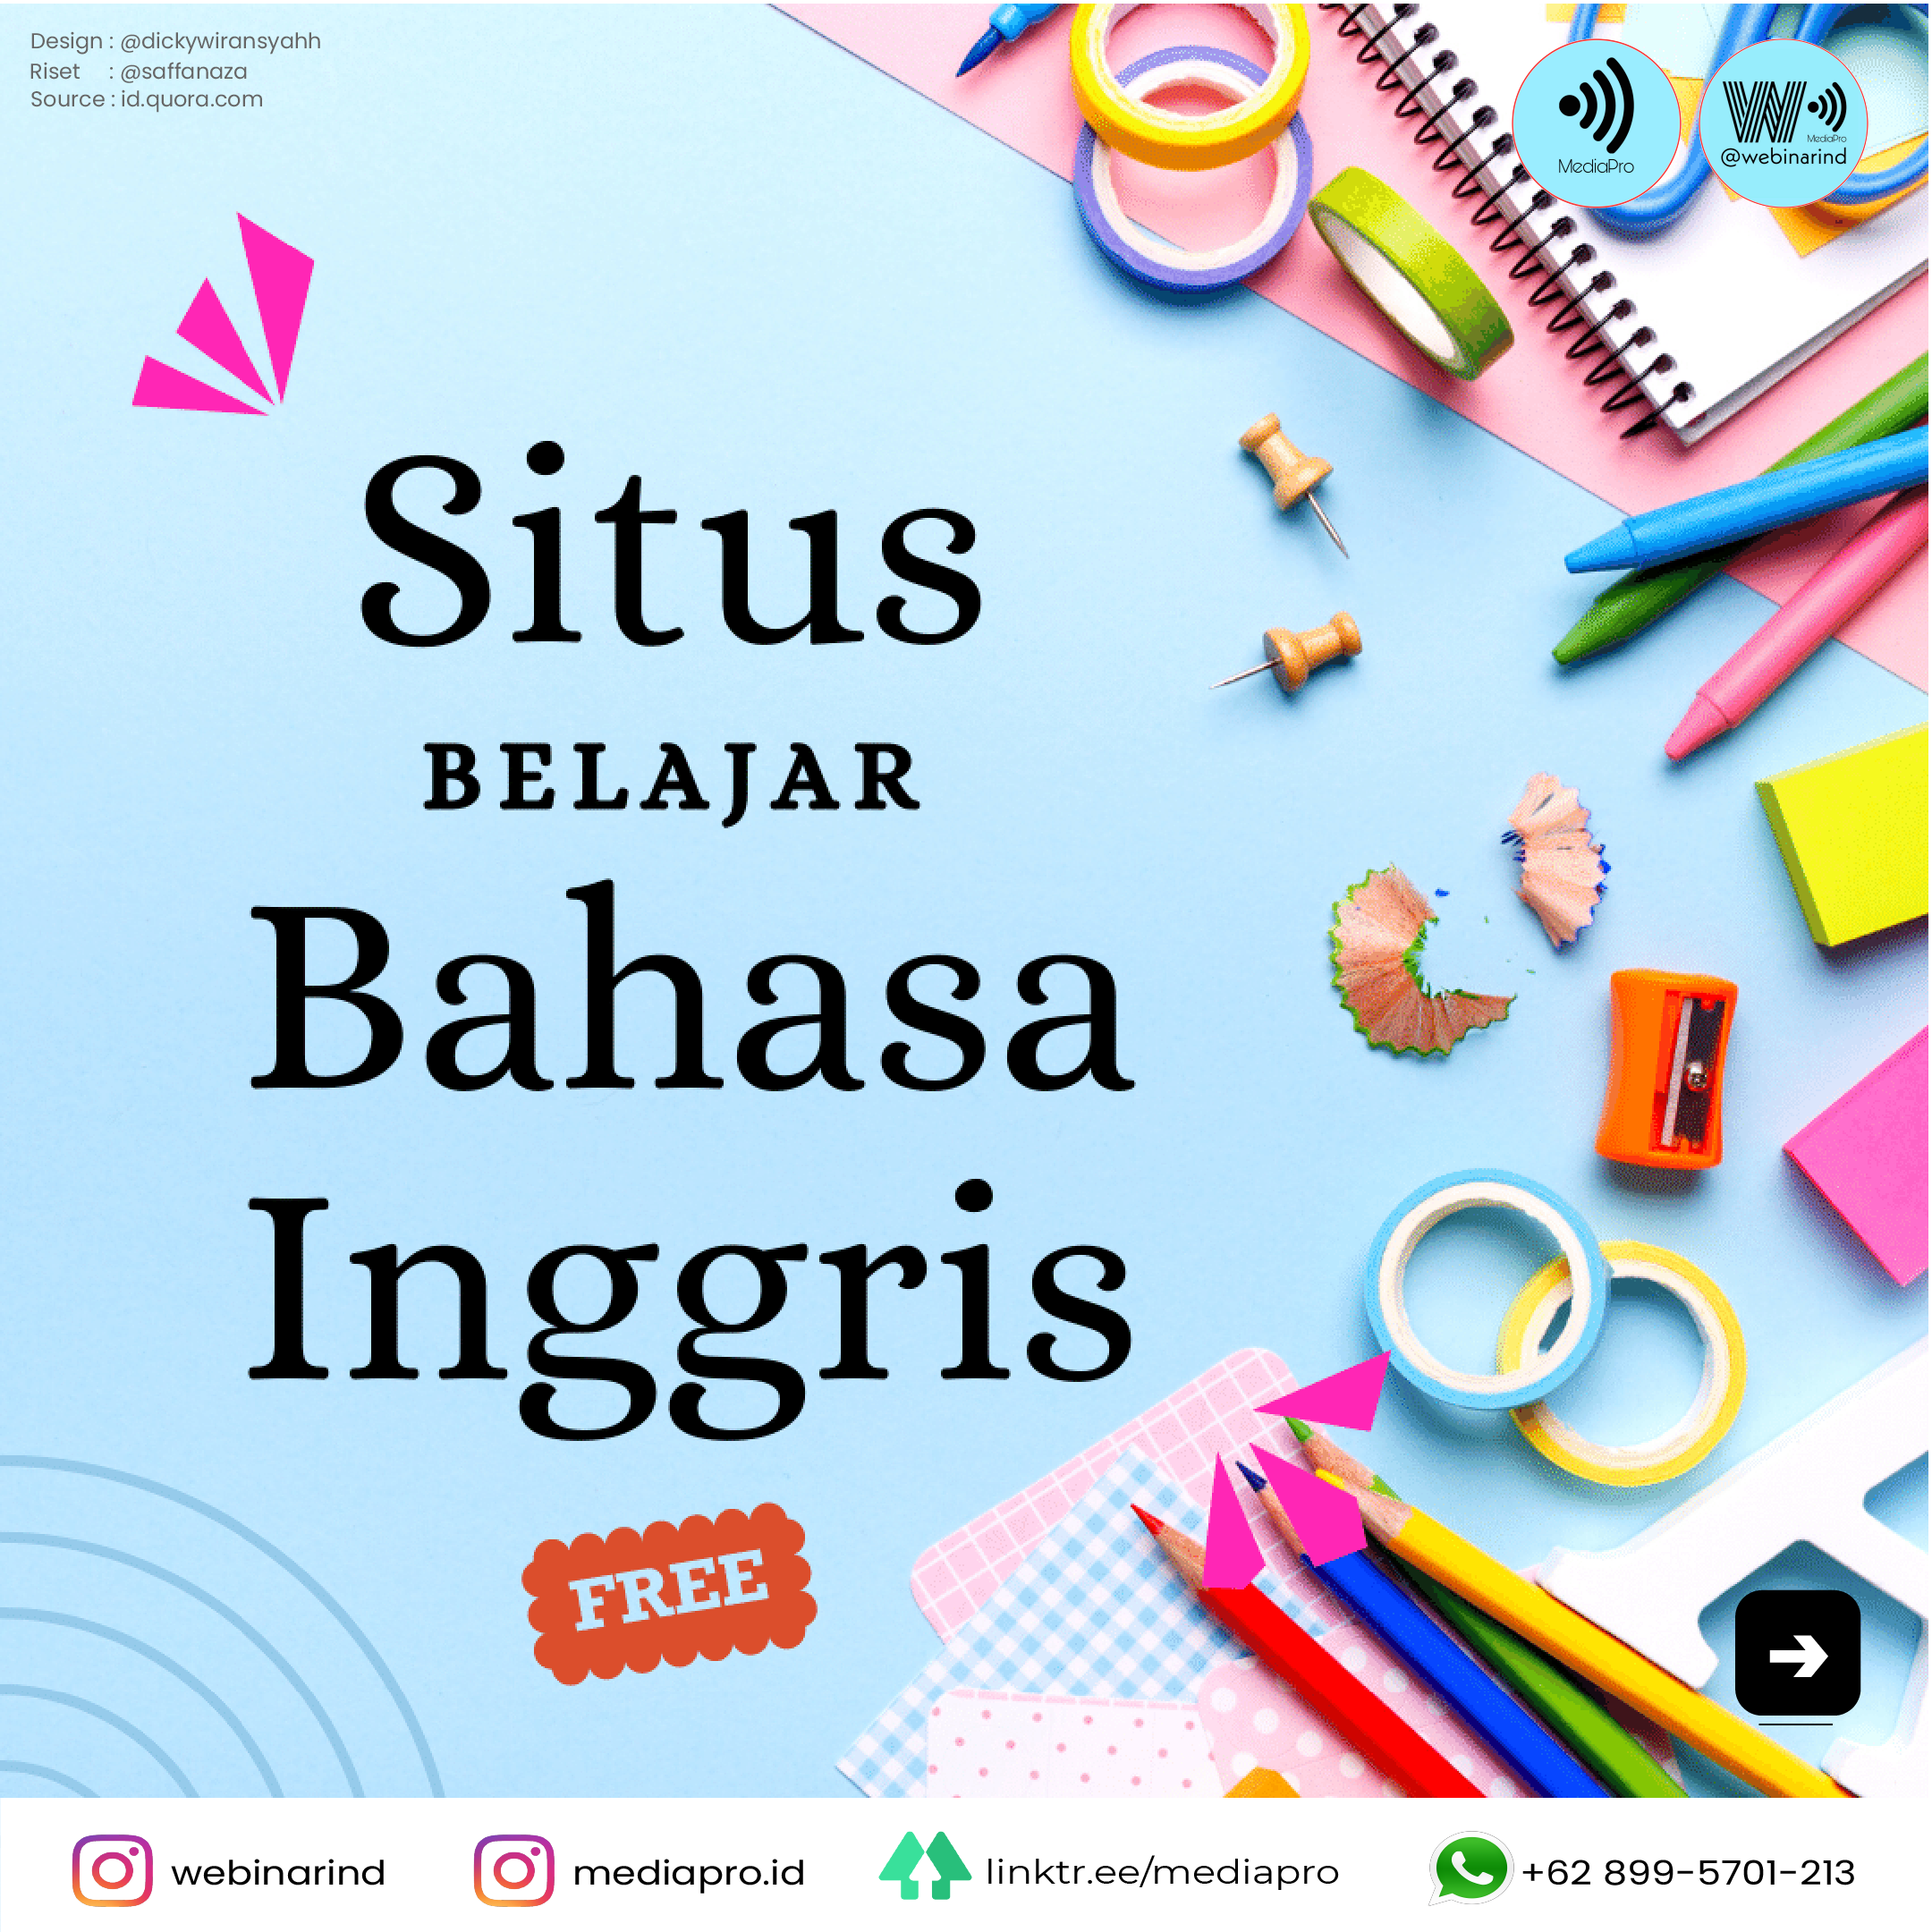 Design : @dickywiransyahh
Riset : @saffanaza
Source : id.quora.com
MediaPro
W MediaPro
@webinarind
Situs
BELAJAR
Bahasa
Inggris
FREE
webinarind
mediapro.id
linktr.ee/mediapro
+62 899-5701-213